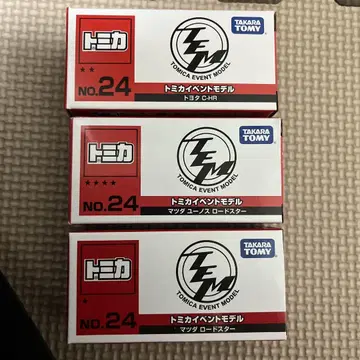 トミカ
★★
NO.24
TEM
TOMICA EVENT MODEL
TAKARA TOMY
トミカイベントモデル
トヨタ C-HR
トミカ
★★★★
NO.24
TEM
TOMICA EVENT MODEL
TAKARA TOMY
トミカイベントモデル
マツダ ユーノス ロードスター
トミカ
★
NO.24
TEM
TOMICA EVENT MODEL
TAKARA TOMY
トミカイベントモデル
マツダ ロードスター